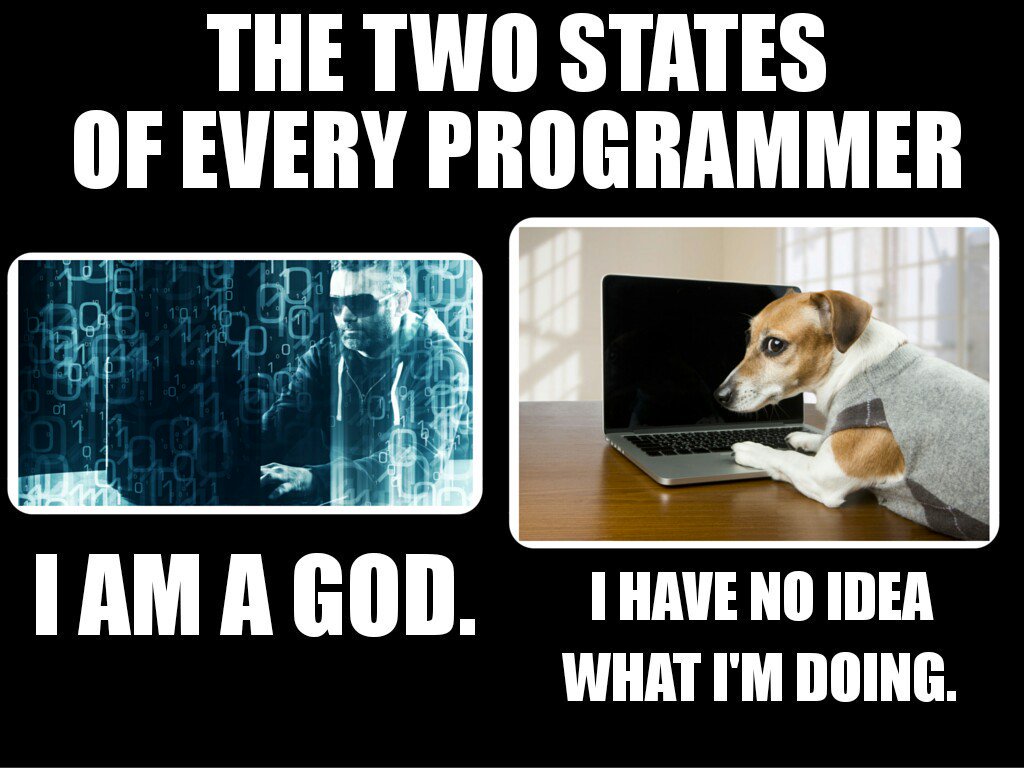 THE TWO STATES
OF EVERY PROGRAMMER
I AM A GOD.
I HAVE NO IDEA
WHAT I'M DOING.